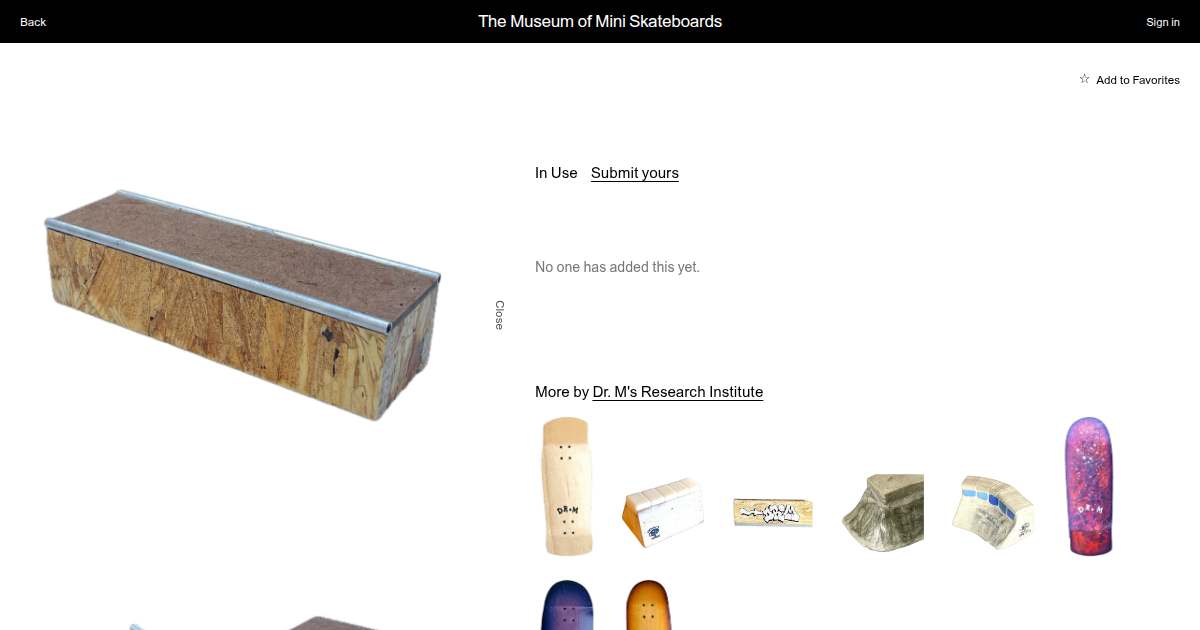 Back
The Museum of Mini Skateboards
Sign in
☆ Add to Favorites
In Use Submit yours
No one has added this yet.
Close
More by Dr. M's Research Institute
DR•M
DR•M